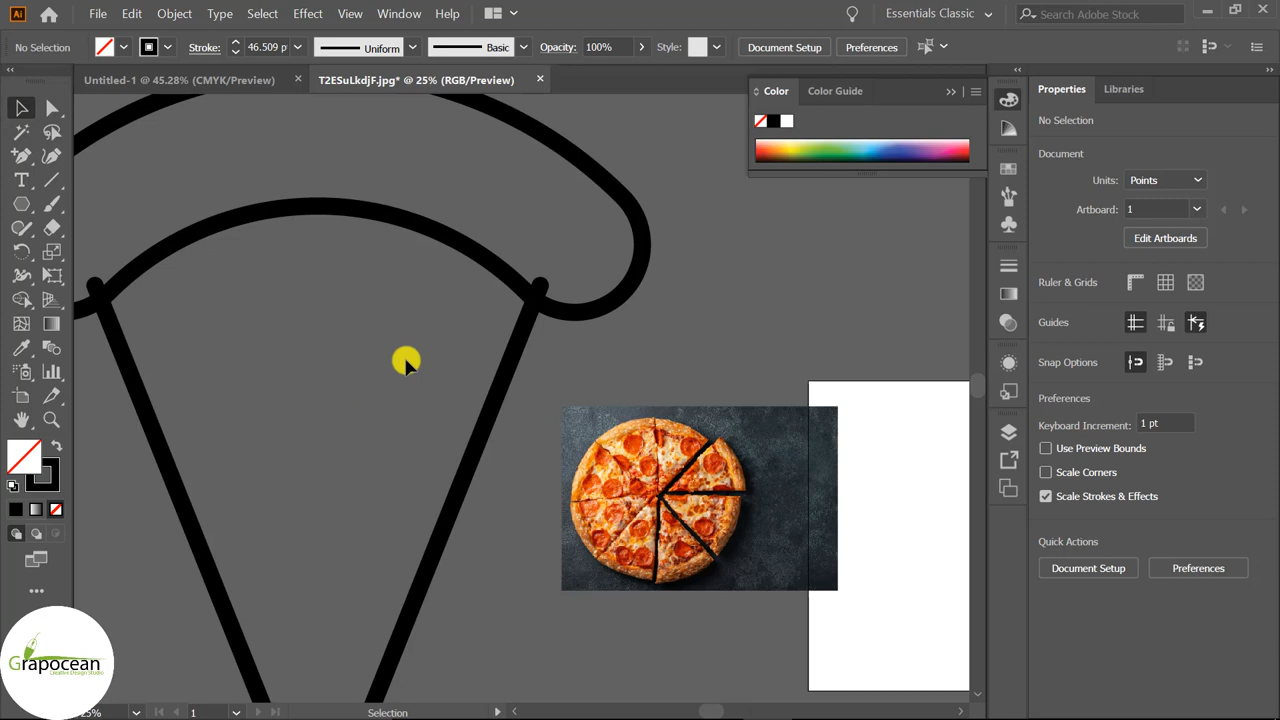 Ai File Edit Object Type Select Effect View Window Help Essentials Classic Search Adobe Stock
No Selection Stroke: 46.509 p Uniform Basic Opacity: 100% Style: Document Setup Preferences
Untitled-1 @ 45.28% (CMYK/Preview) × T2ESuLkdjF.jpg* @ 25% (RGB/Preview) ×
Color Color Guide
Properties Libraries
No Selection
Document
Units: Points
Artboard: 1
Edit Artboards
Ruler & Grids
Guides
Snap Options
Preferences
Keyboard Increment: 1 pt
Use Preview Bounds
Scale Corners
Scale Strokes & Effects
Quick Actions
Document Setup Preferences
Grapocean
Creative Design Studio
25% 1 Selection